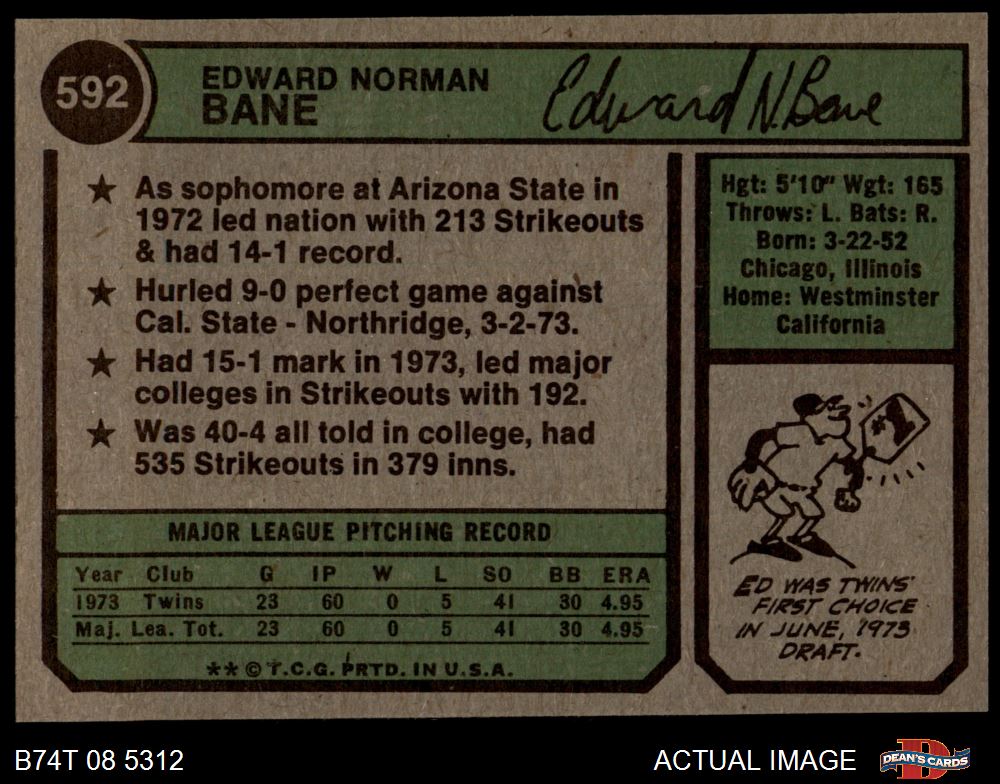 592
EDWARD NORMAN
BANE
Edward N. Bane
★ As sophomore at Arizona State in
1972 led nation with 213 Strikeouts
& had 14-1 record.
★ Hurled 9-0 perfect game against
Cal. State - Northridge, 3-2-73.
★ Had 15-1 mark in 1973, led major
colleges in Strikeouts with 192.
★ Was 40-4 all told in college, had
535 Strikeouts in 379 inns.
MAJOR LEAGUE PITCHING RECORD
Year Club G IP W L SO BB ERA
1973 Twins 23 60 0 5 41 30 4.95
Maj. Lea. Tot. 23 60 0 5 41 30 4.95
** © T.C.G. PRTD. IN U.S.A.
Hgt: 5'10" Wgt: 165
Throws: L. Bats: R.
Born: 3-22-52
Chicago, Illinois
Home: Westminster
California
#1
ED WAS TWINS'
FIRST CHOICE
IN JUNE, 1973
DRAFT.
B74T 08 5312
ACTUAL IMAGE
D
DEAN'S CARDS